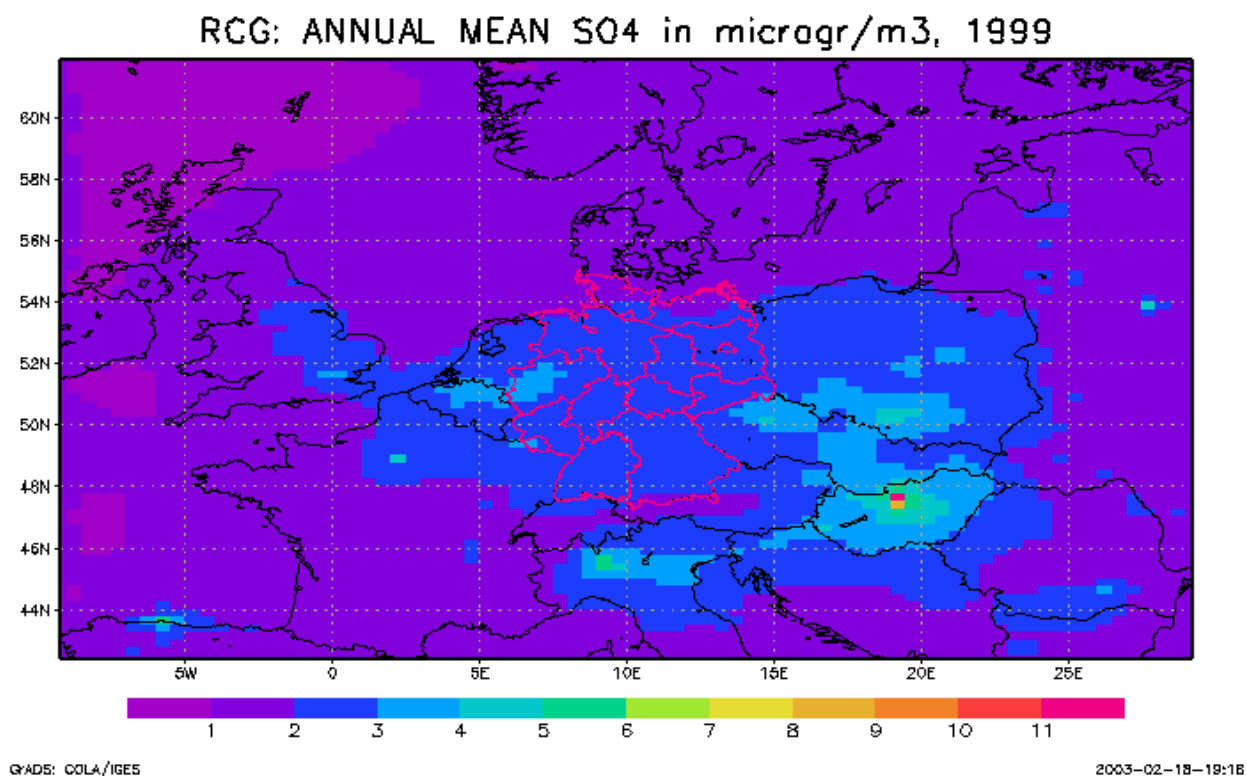 RCG: ANNUAL MEAN SO4 in microgr/m3, 1999
60N
58N
56N
54N
52N
50N
48N
46N
44N
5W 0 5E 10E 15E 20E 25E
1 2 3 4 5 6 7 8 9 10 11
GrADS: COLA/IGES 2003-02-18-19:18